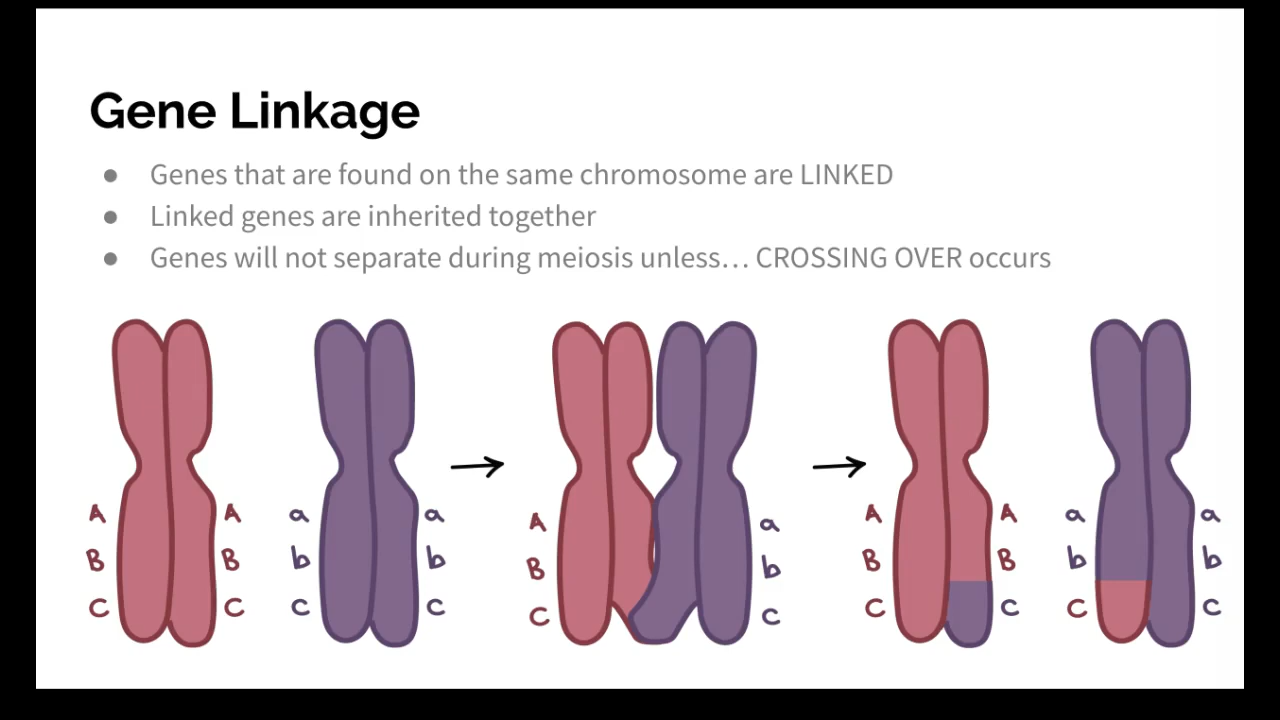 Gene Linkage
● Genes that are found on the same chromosome are LINKED
● Linked genes are inherited together
● Genes will not separate during meiosis unless… CROSSING OVER occurs
A A a a A a A A a a
B B b b B b B B b b
C C c c C c C c C c